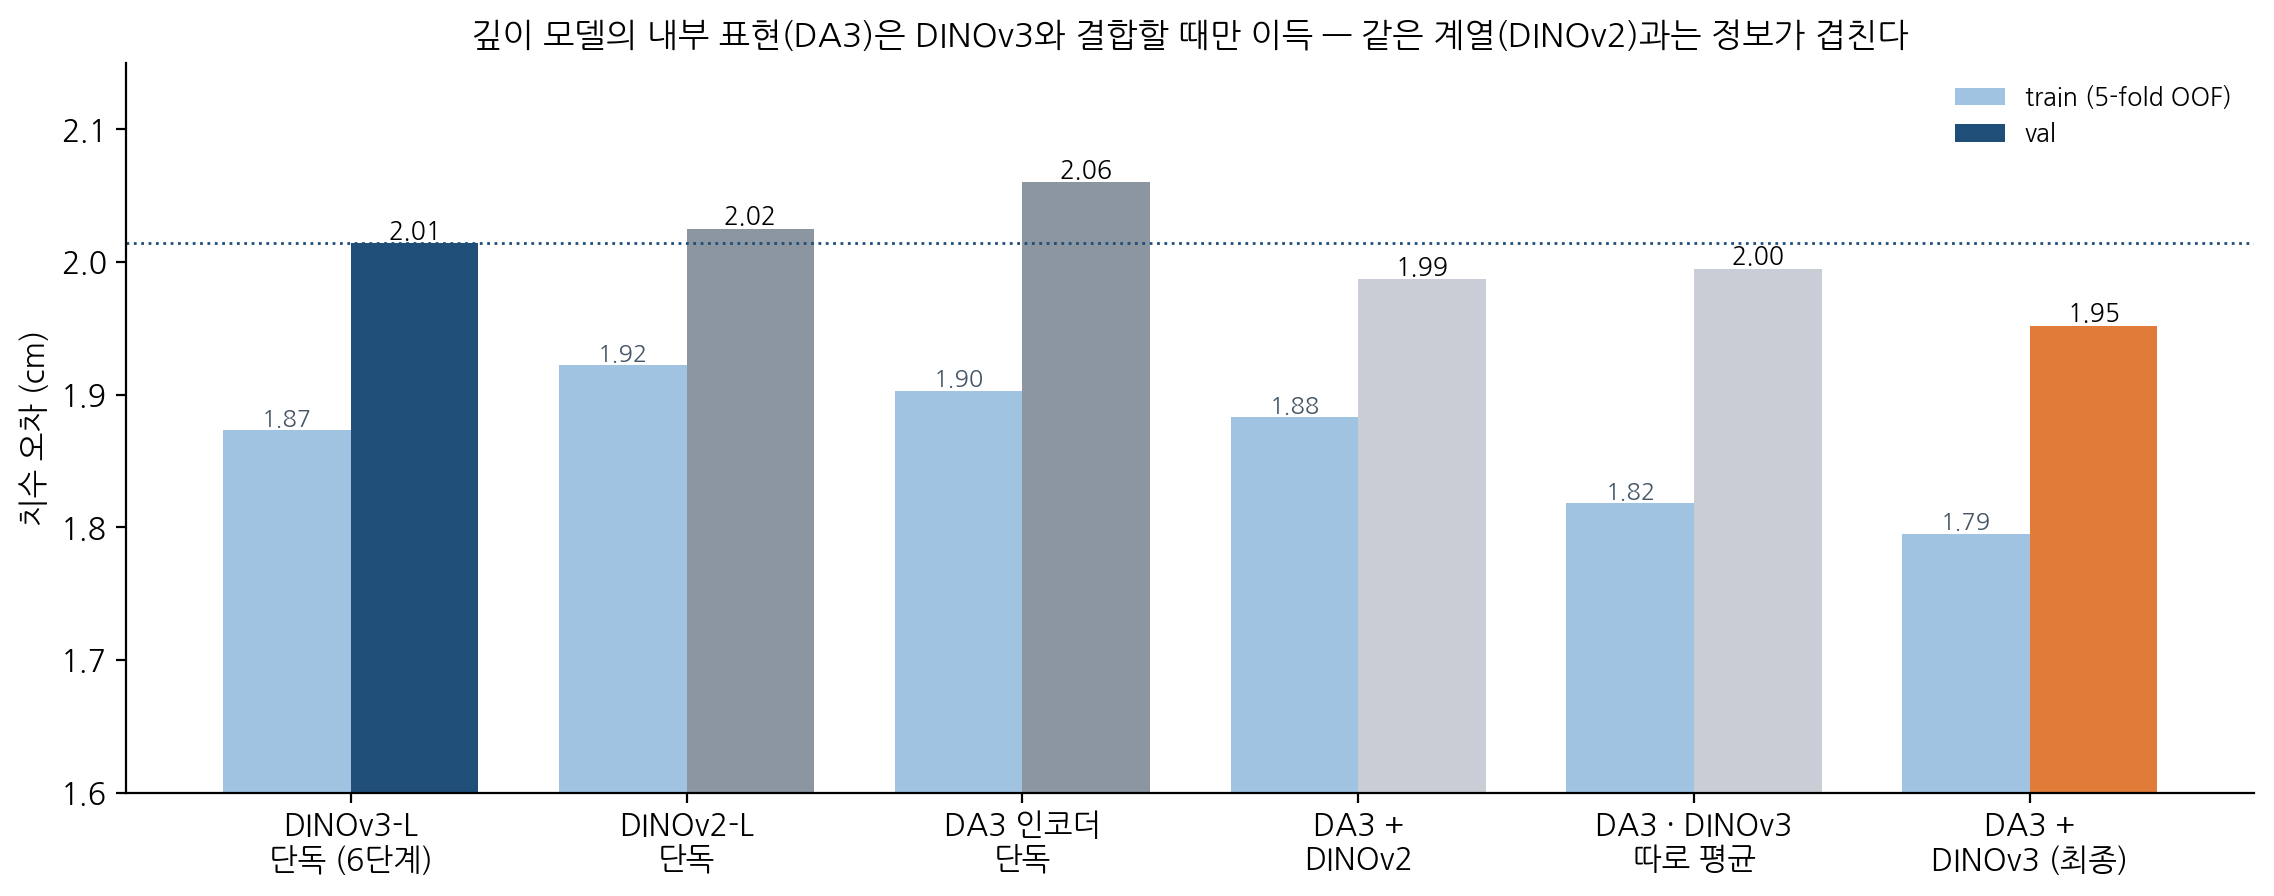 깊이 모델의 내부 표현(DA3)은 DINOv3와 결합할 때만 이득 — 같은 계열(DINOv2)과는 정보가 겹친다
train (5-fold OOF)
val
치수 오차 (cm)
2.1
2.0
1.9
1.8
1.7
1.6
1.87
2.01
1.92
2.02
1.90
2.06
1.88
1.99
1.82
2.00
1.79
1.95
DINOv3-L
단독 (6단계)
DINOv2-L
단독
DA3 인코더
단독
DA3 +
DINOv2
DA3 · DINOv3
따로 평균
DA3 +
DINOv3 (최종)